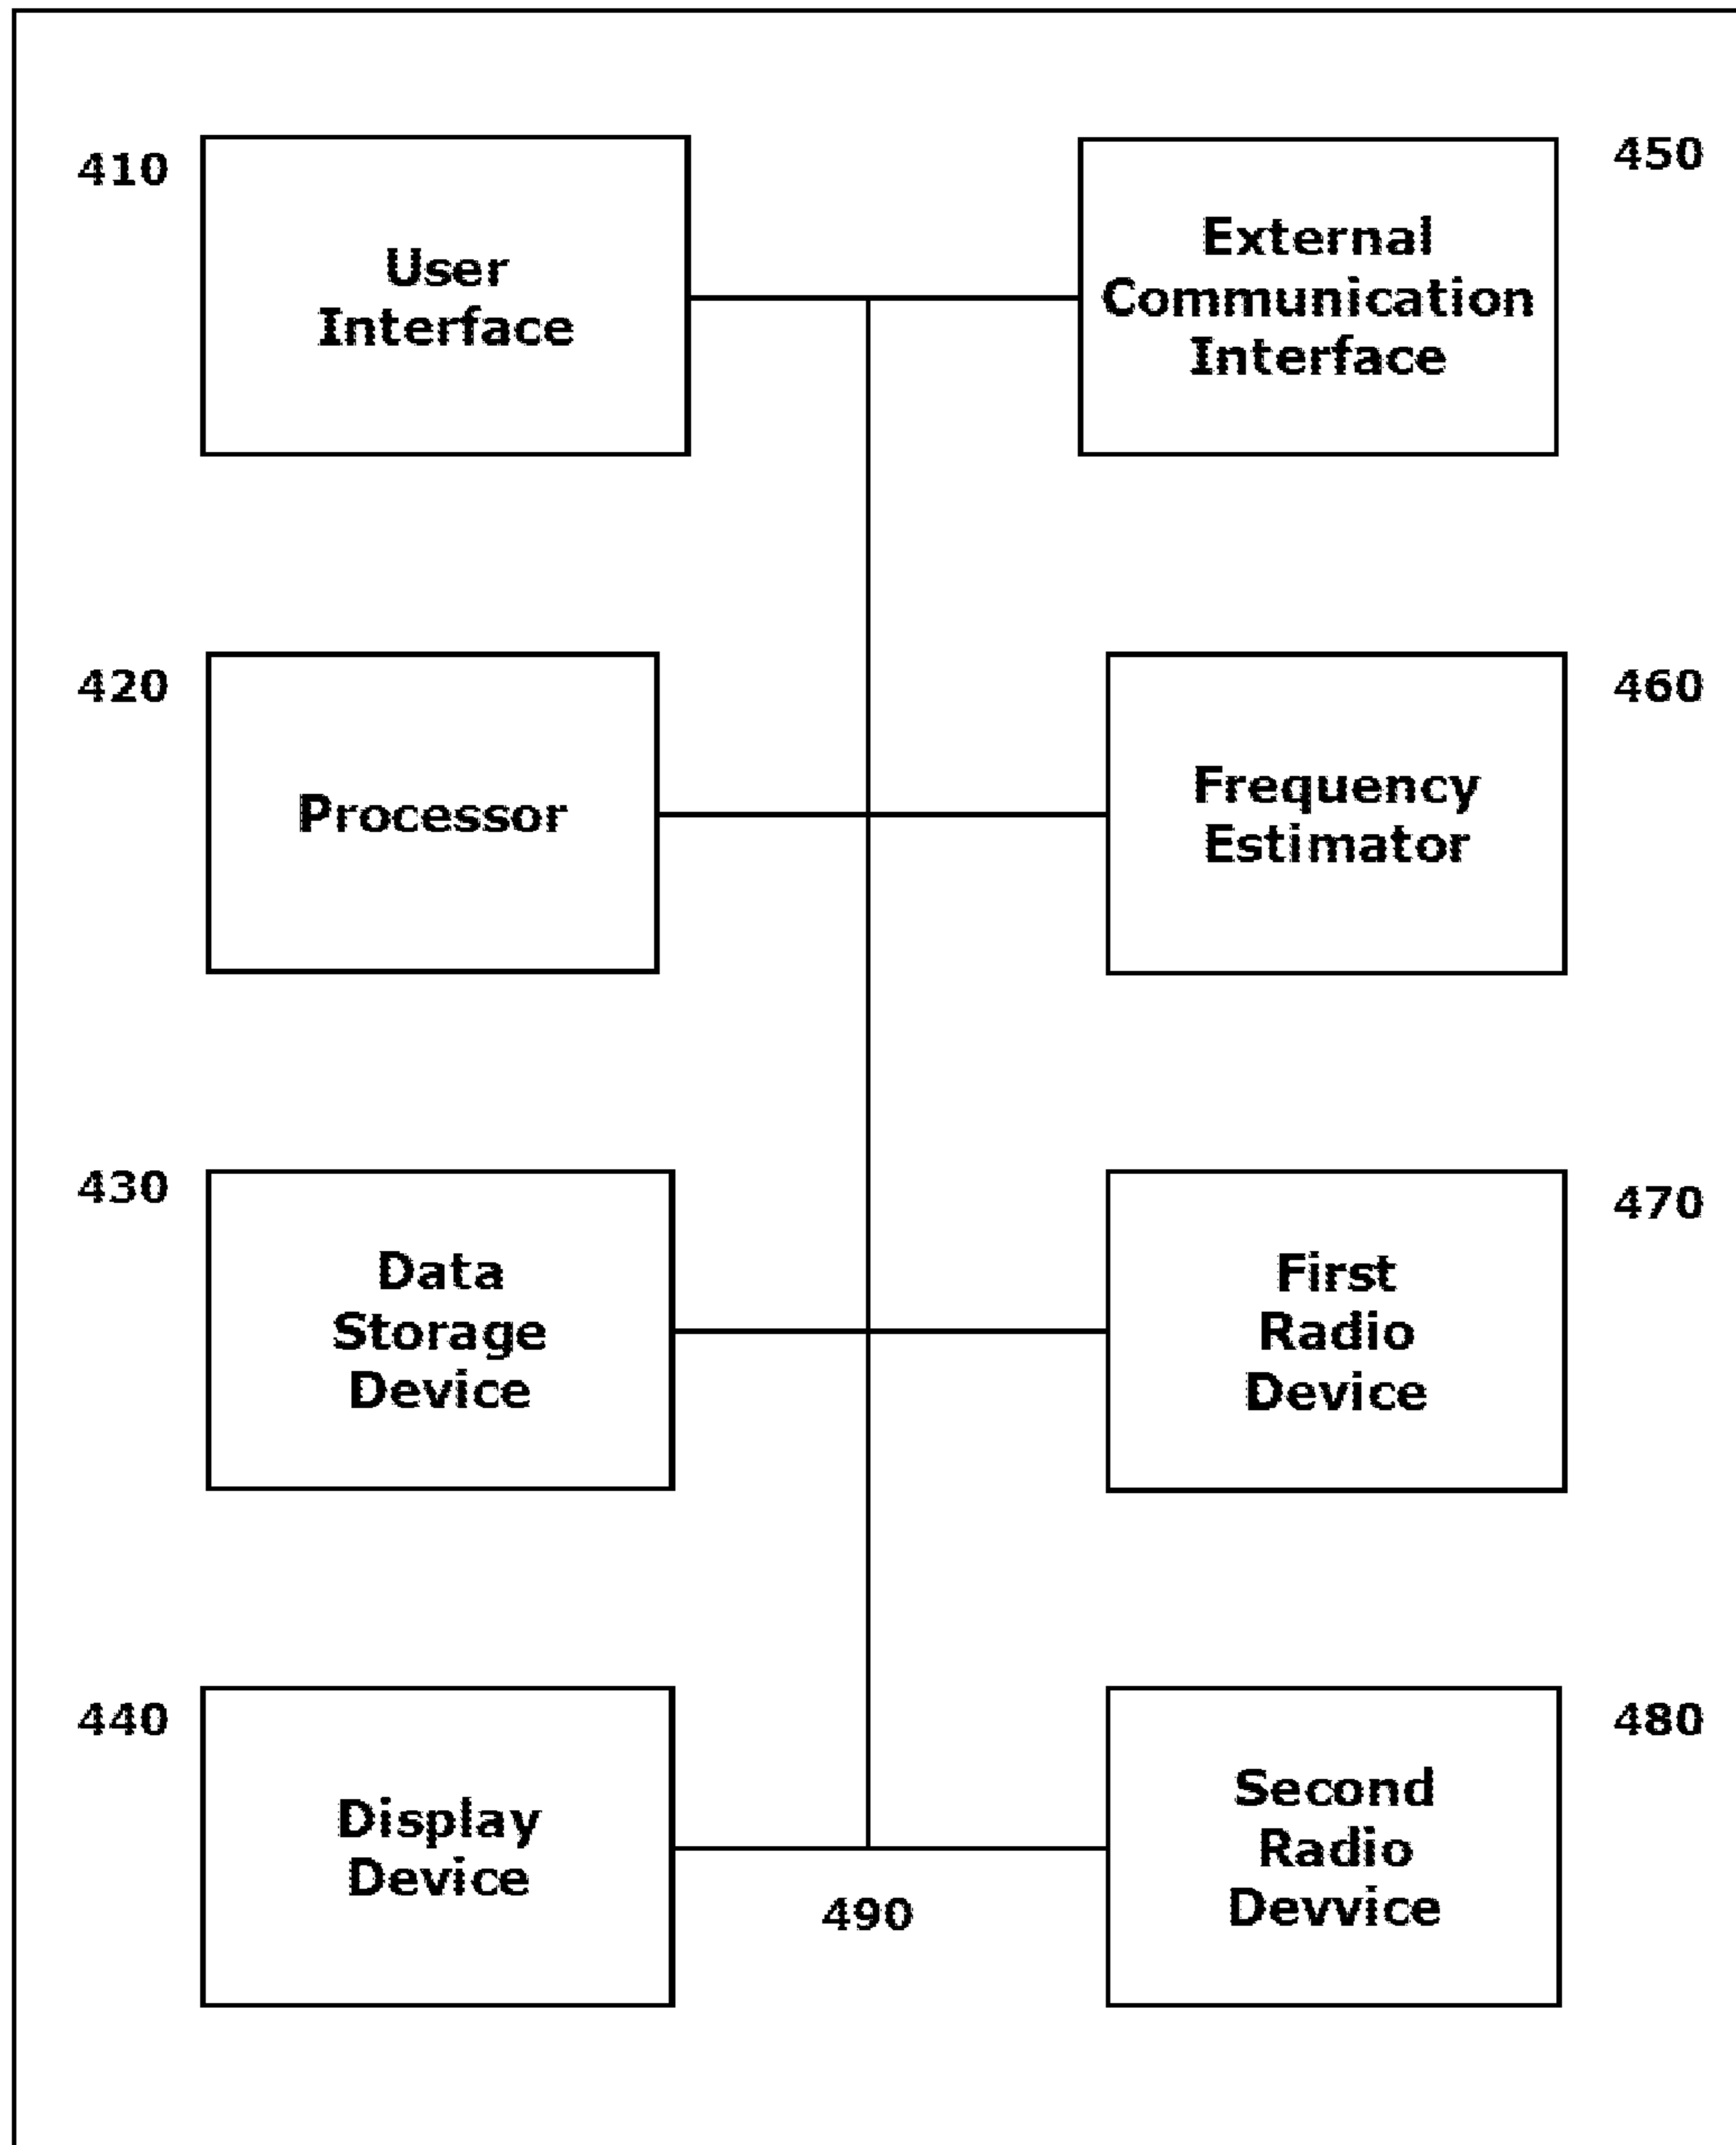 410
User
Interface
450
External
Communication
Interface
420
Processor
460
Frequency
Estimator
430
Data
Storage
Device
470
First
Radio
Device
440
Display
Device
480
Second
Radio
Devvice
490